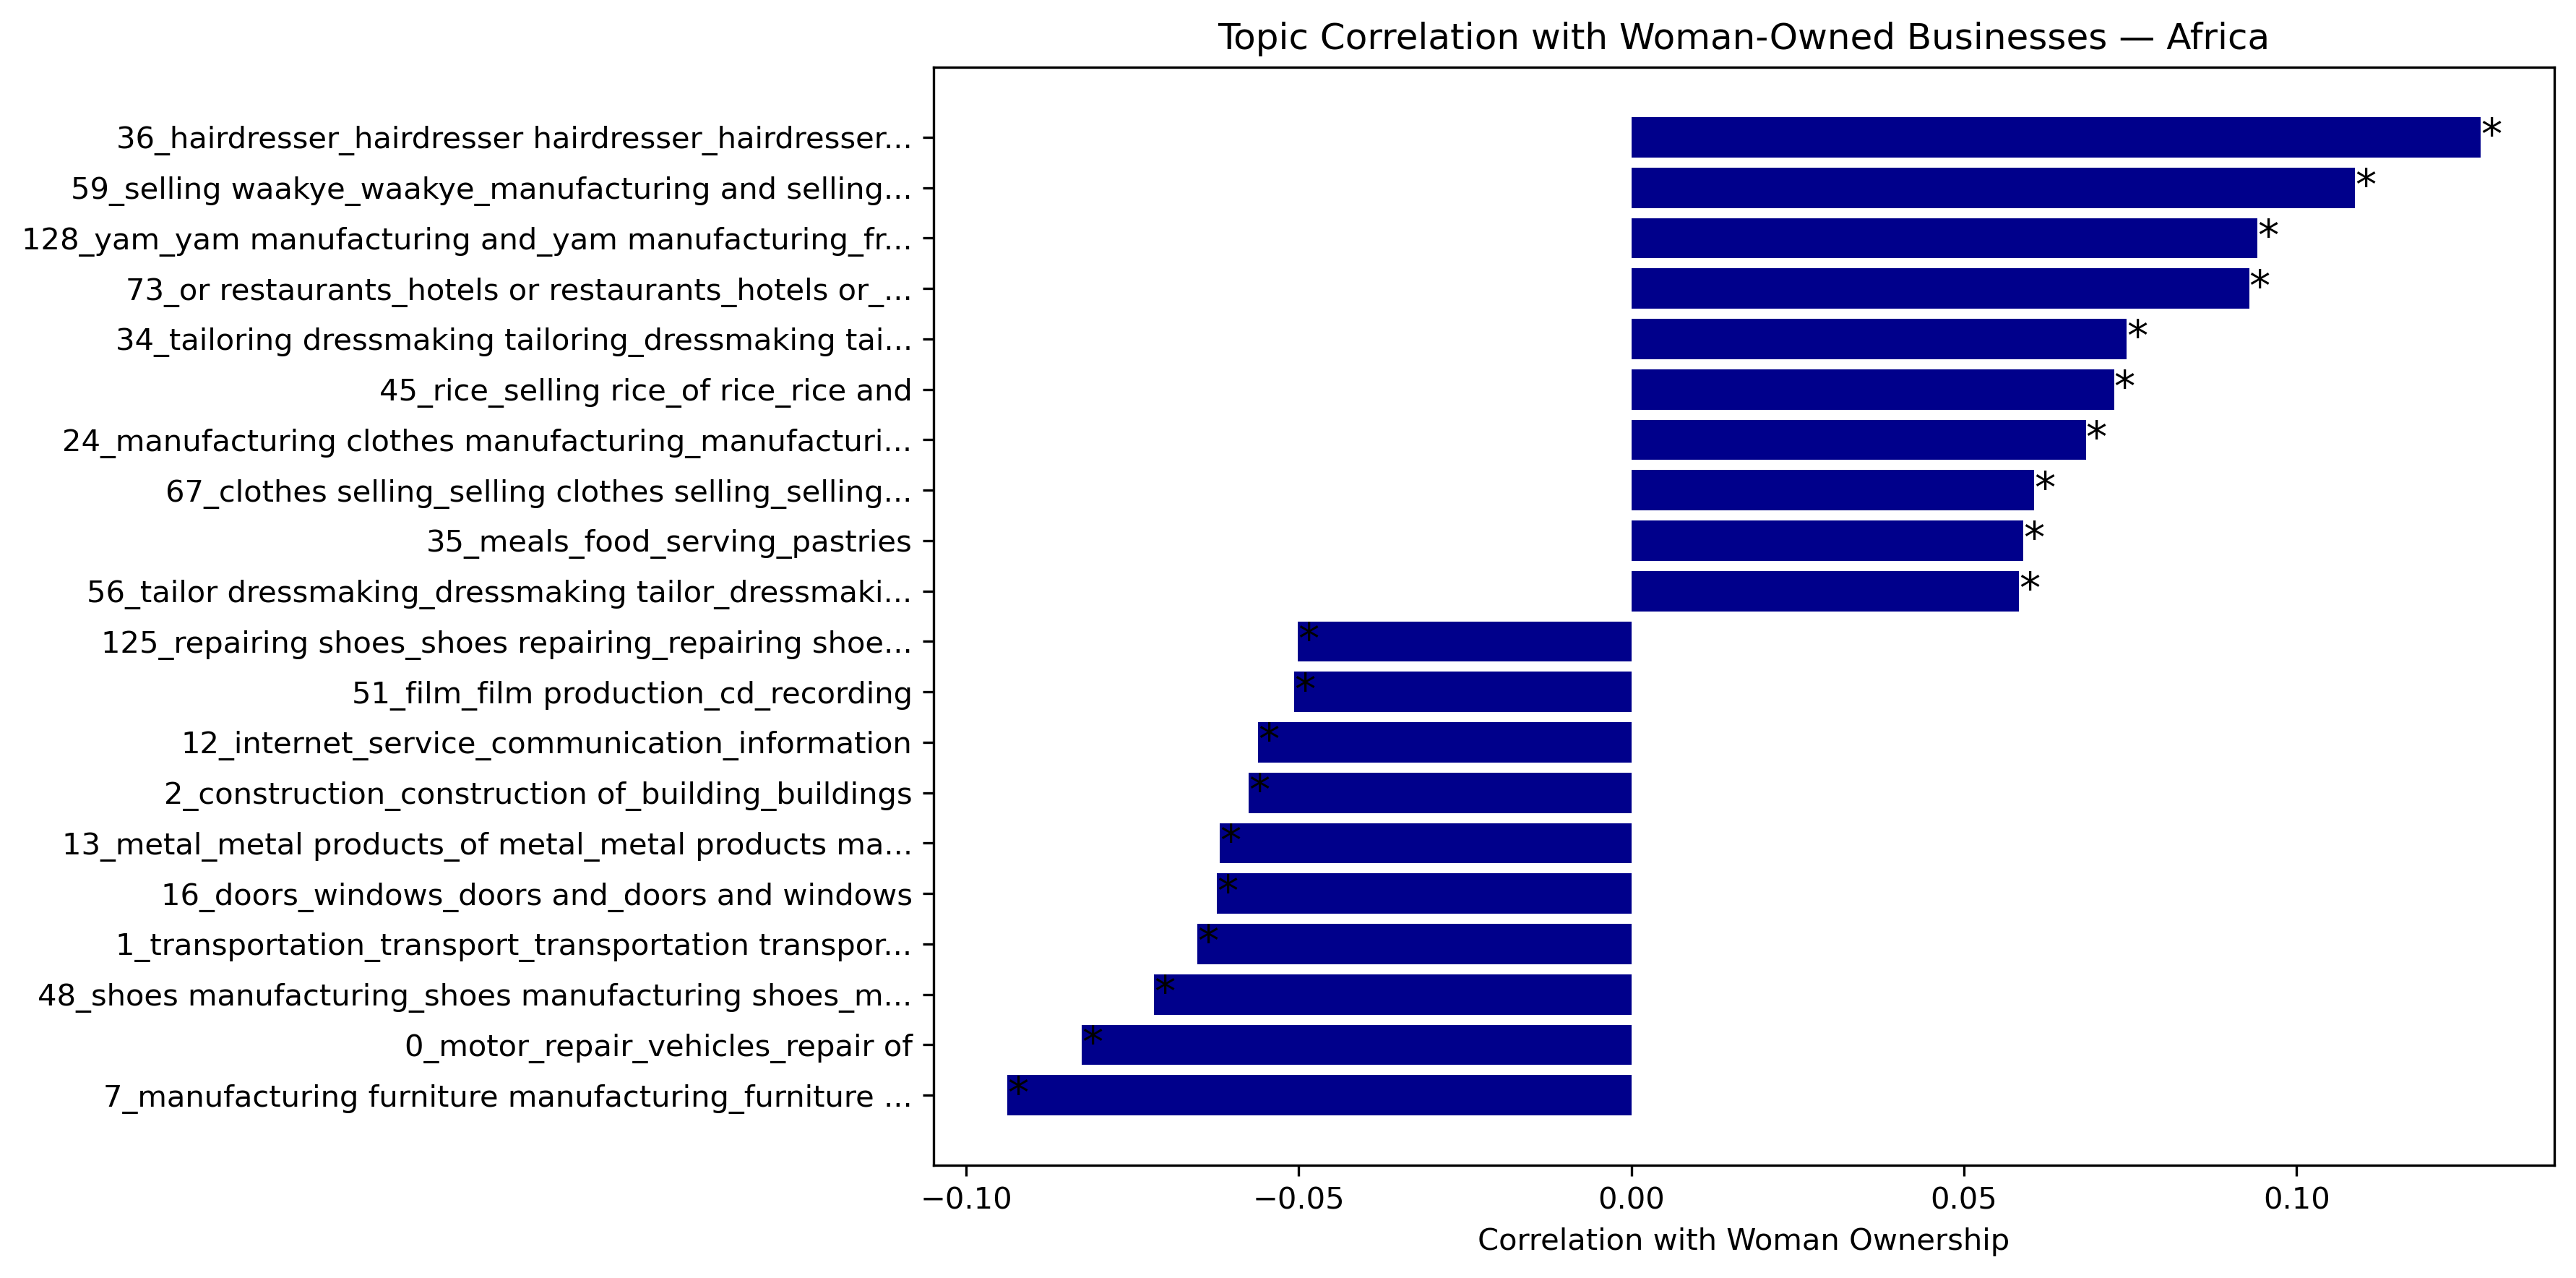 Topic Correlation with Woman-Owned Businesses — Africa
36_hairdresser_hairdresser hairdresser_hairdresser...
*
59_selling waakye_waakye_manufacturing and selling...
*
128_yam_yam manufacturing and_yam manufacturing_fr...
*
73_or restaurants_hotels or restaurants_hotels or_...
*
34_tailoring dressmaking tailoring_dressmaking tai...
*
45_rice_selling rice_of rice_rice and
*
24_manufacturing clothes manufacturing_manufacturi...
*
67_clothes selling_selling clothes selling_selling...
*
35_meals_food_serving_pastries
*
56_tailor dressmaking_dressmaking tailor_dressmaki...
*
125_repairing shoes_shoes repairing_repairing shoe...
*
51_film_film production_cd_recording
*
12_internet_service_communication_information
*
2_construction_construction of_building_buildings
*
13_metal_metal products_of metal_metal products ma...
*
16_doors_windows_doors and_doors and windows
*
1_transportation_transport_transportation transpor...
*
48_shoes manufacturing_shoes manufacturing shoes_m...
*
0_motor_repair_vehicles_repair of
*
7_manufacturing furniture manufacturing_furniture ...
*
−0.10 −0.05 0.00 0.05 0.10
Correlation with Woman Ownership